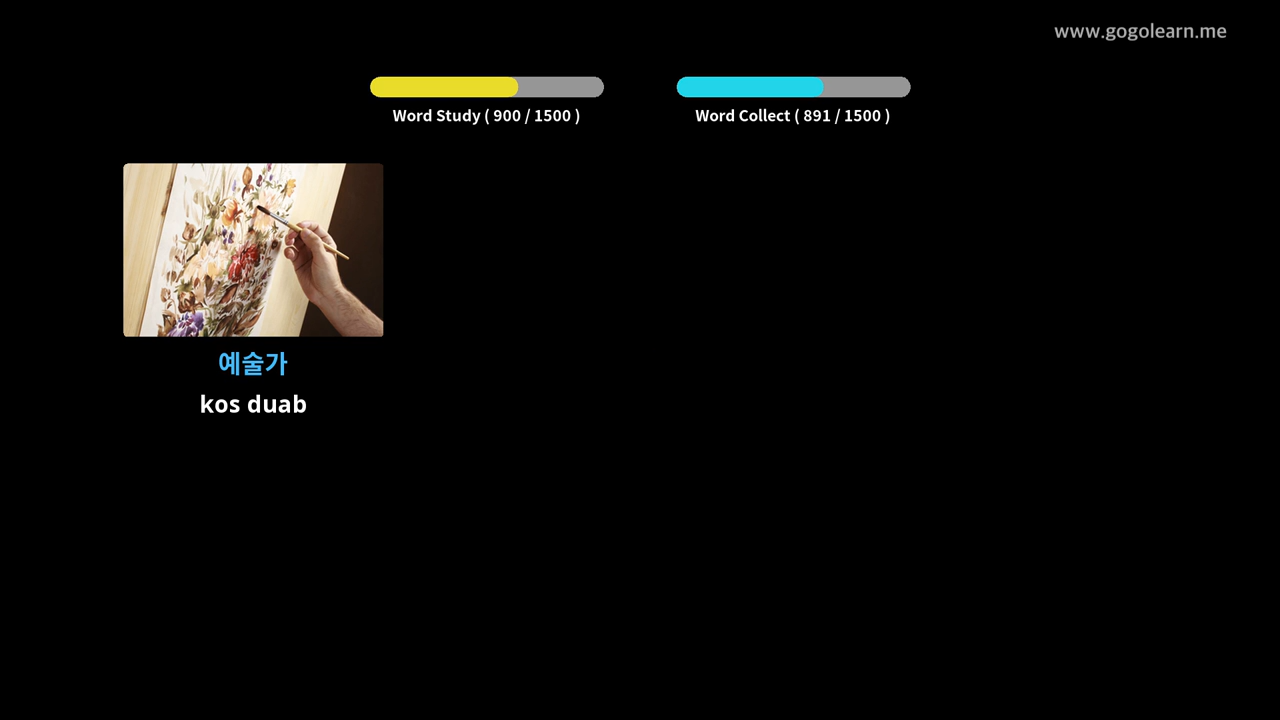 www.gogolearn.me
Word Study ( 900 / 1500 )
Word Collect ( 891 / 1500 )
예술가
kos duab